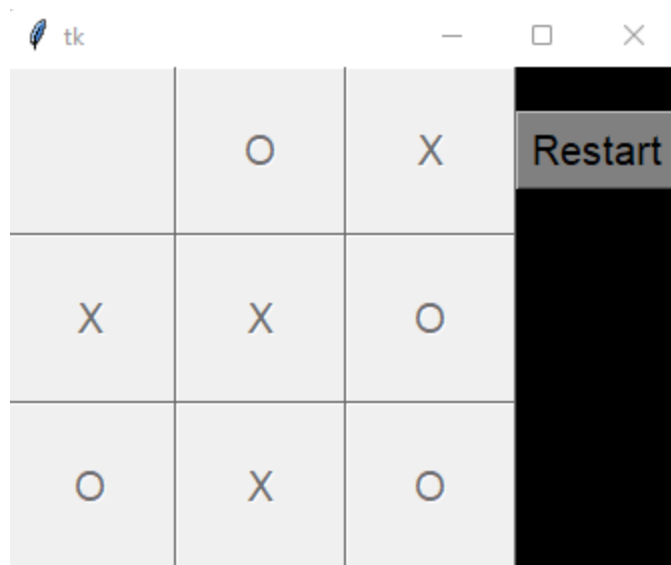 tk
O X
Restart
X X O
O X O